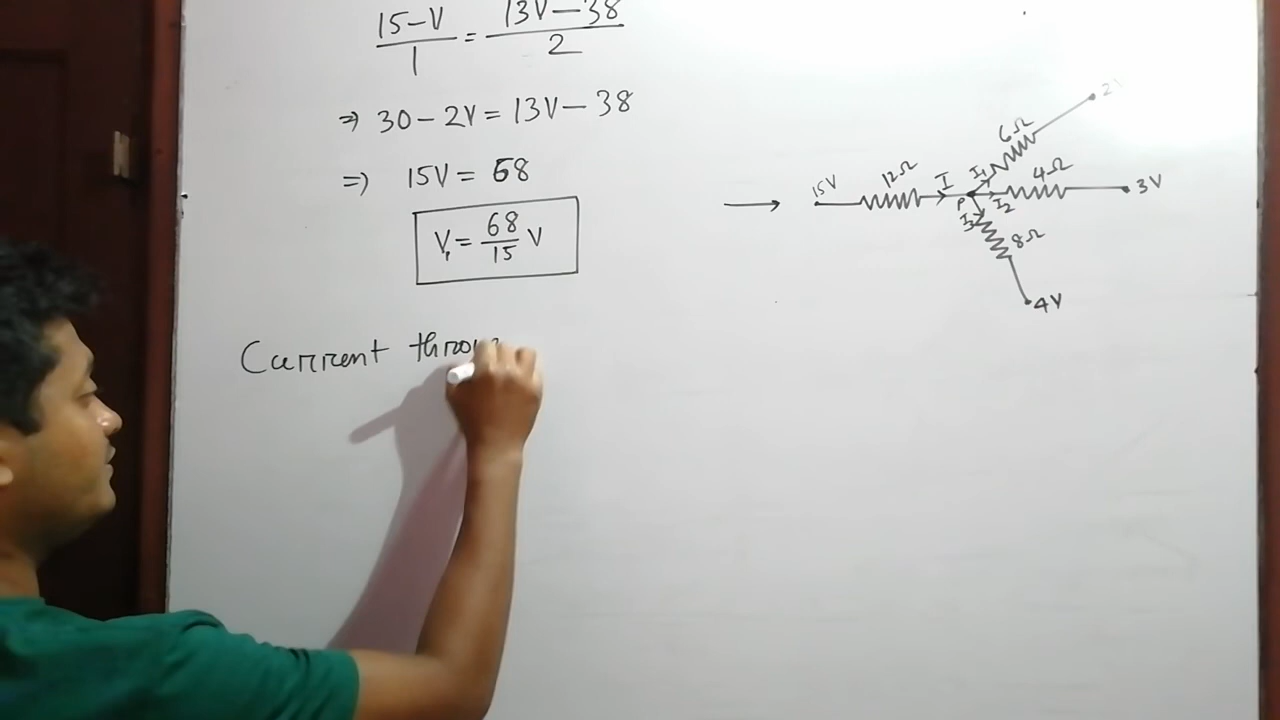 15-V / 1 = 13V-38 / 2
⇒ 30-2V = 13V-38
⇒ 15V = 68
V₁ = 68/15 V
Current throu
→ 15V 12Ω I P
I₁ 6Ω
I₂ 4Ω 3V
I₃ 8Ω
4V